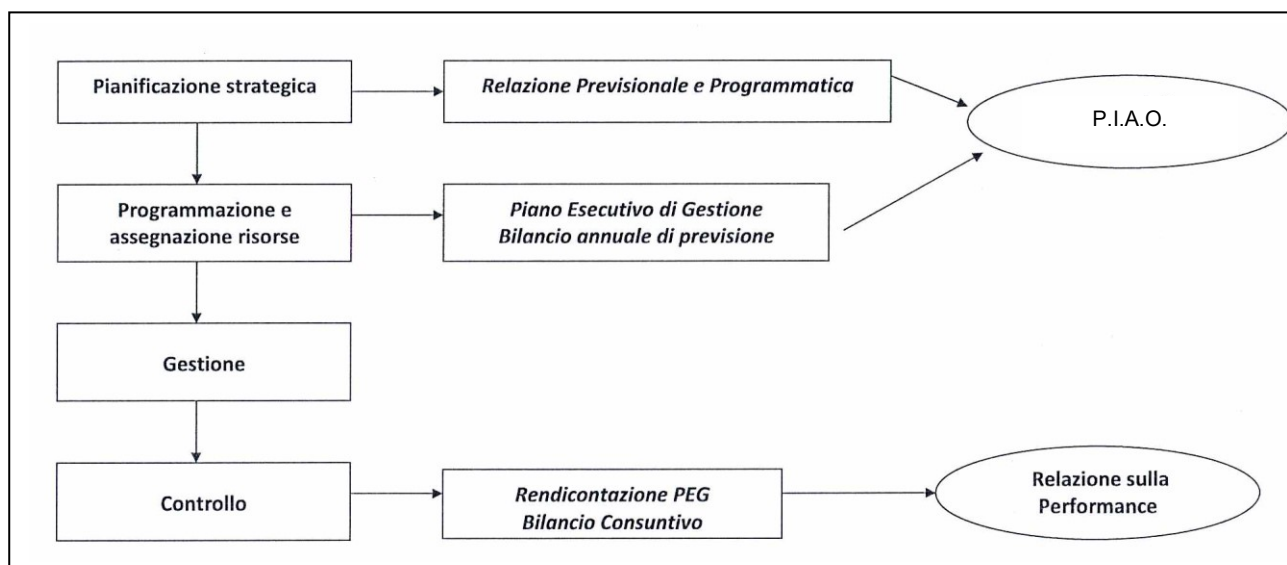 Pianificazione strategica
Relazione Previsionale e Programmatica
P.I.A.O.
Programmazione e
assegnazione risorse
Piano Esecutivo di Gestione
Bilancio annuale di previsione
Gestione
Controllo
Rendicontazione PEG
Bilancio Consuntivo
Relazione sulla
Performance